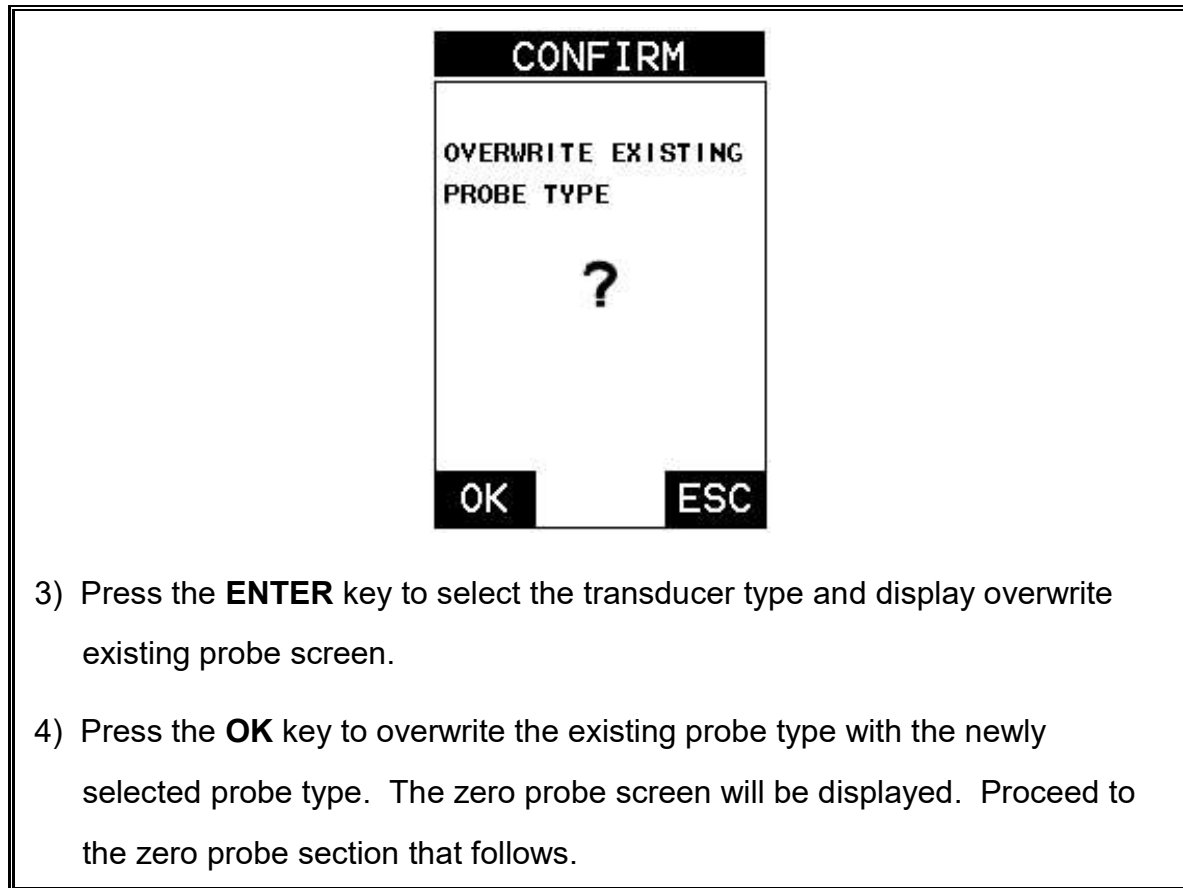 CONFIRM
OVERWRITE EXISTING
PROBE TYPE
?
OK ESC
3) Press the ENTER key to select the transducer type and display overwrite
existing probe screen.
4) Press the OK key to overwrite the existing probe type with the newly
selected probe type. The zero probe screen will be displayed. Proceed to
the zero probe section that follows.